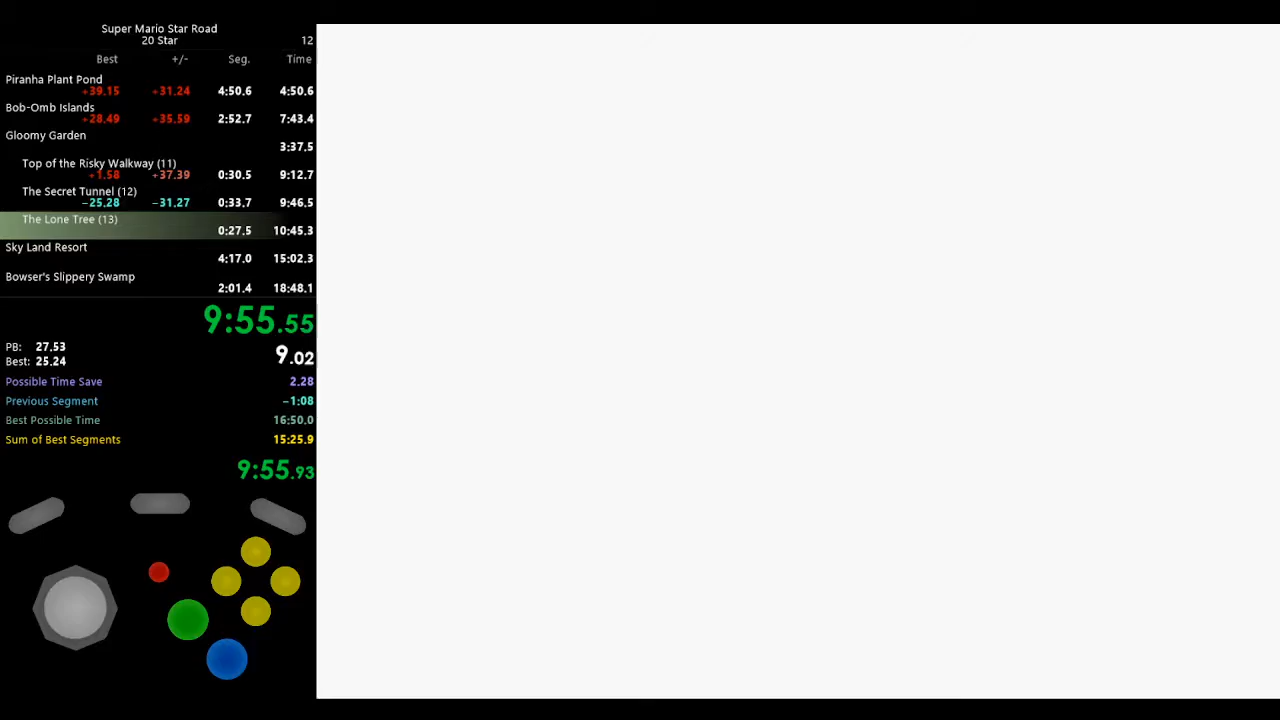 Super Mario Star Road
20 Star 12
Best +/- Seg. Time
Piranha Plant Pond
+39.15 +31.24 4:50.6 4:50.6
Bob-Omb Islands
+28.49 +35.59 2:52.7 7:43.4
Gloomy Garden
3:37.5
Top of the Risky Walkway (11)
+1.58 +37.39 0:30.5 9:12.7
The Secret Tunnel (12)
-25.28 -31.27 0:33.7 9:46.5
The Lone Tree (13)
0:27.5 10:45.3
Sky Land Resort
4:17.0 15:02.3
Bowser's Slippery Swamp
2:01.4 18:48.1
9:55.55
PB: 27.53
9.02
Best: 25.24
Possible Time Save 2.28
Previous Segment -1:08
Best Possible Time 16:50.0
Sum of Best Segments 15:25.9
9:55.93